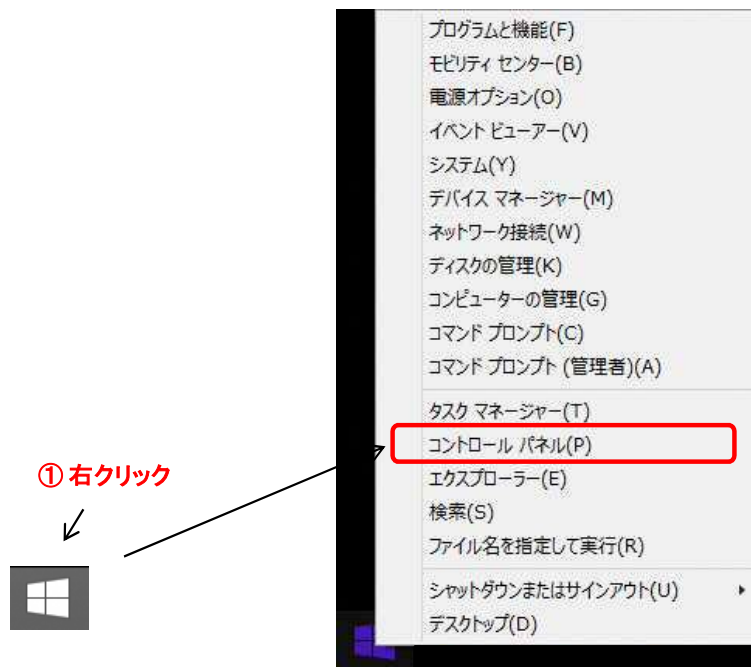 プログラムと機能(F)
モビリティ センター(B)
電源オプション(O)
イベント ビューアー(V)
システム(Y)
デバイス マネージャー(M)
ネットワーク接続(W)
ディスクの管理(K)
コンピューターの管理(G)
コマンド プロンプト(C)
コマンド プロンプト (管理者)(A)
タスク マネージャー(T)
コントロール パネル(P)
エクスプローラー(E)
検索(S)
ファイル名を指定して実行(R)
シャットダウンまたはサインアウト(U)
デスクトップ(D)
①右クリック